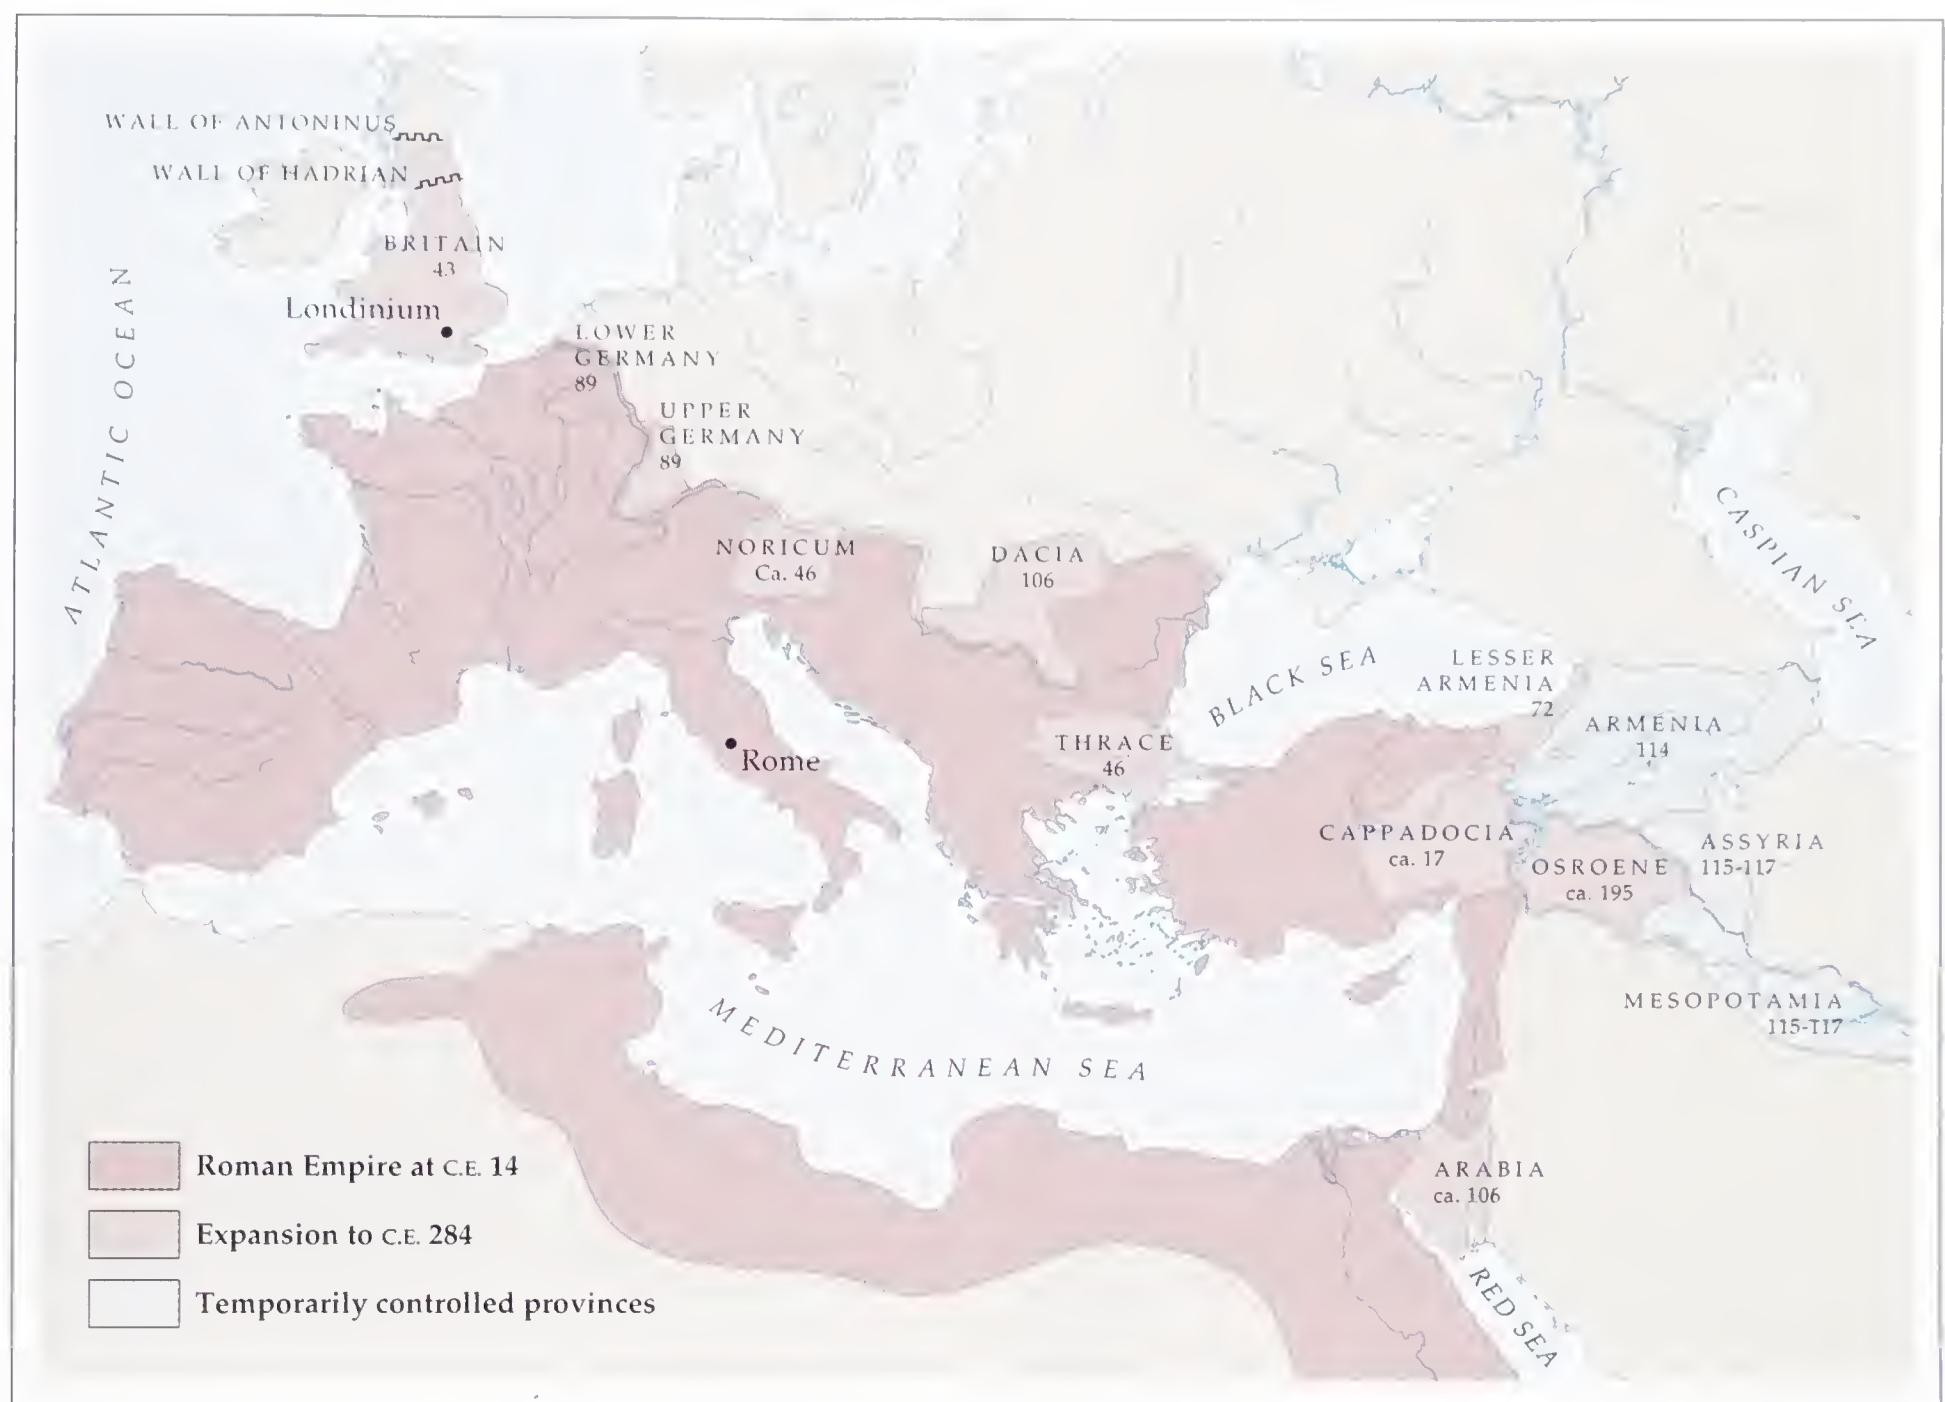 WALL OF ANTONINUS
WALL OF HADRIAN
BRITAIN
43
Londinium
ATLANTIC OCEAN
LOWER
GERMANY
89
UPPER
GERMANY
89
NORICUM
Ca. 46
DACIA
106
CASPIAN SEA
BLACK SEA
LESSER
ARMENIA
72
ARMENIA
114
THRACE
46
Rome
CAPPADOCIA
ca. 17
ASSYRIA
115-117
OSROENE
ca. 195
MESOPOTAMIA
115-117
MEDITERRANEAN SEA
ARABIA
ca. 106
RED SEA
Roman Empire at C.E. 14
Expansion to C.E. 284
Temporarily controlled provinces